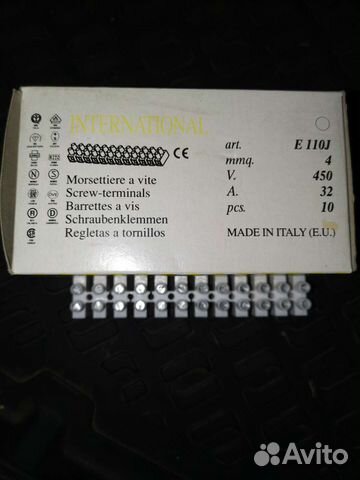 INTERNATIONAL
CE
art. E 110J
mmq. 4
V. 450
A. 32
pcs. 10
Morsettiere a vite
Screw-terminals
Barrettes a vis
Schraubenklemmen
Regletas a tornillos
MADE IN ITALY (E.U.)
Avito